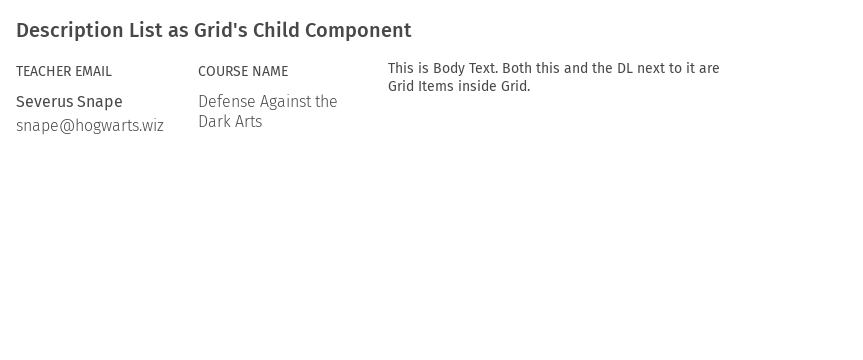 Description List as Grid's Child Component
TEACHER EMAIL
Severus Snape
snape@hogwarts.wiz
COURSE NAME
Defense Against the
Dark Arts
This is Body Text. Both this and the DL next to it are
Grid Items inside Grid.